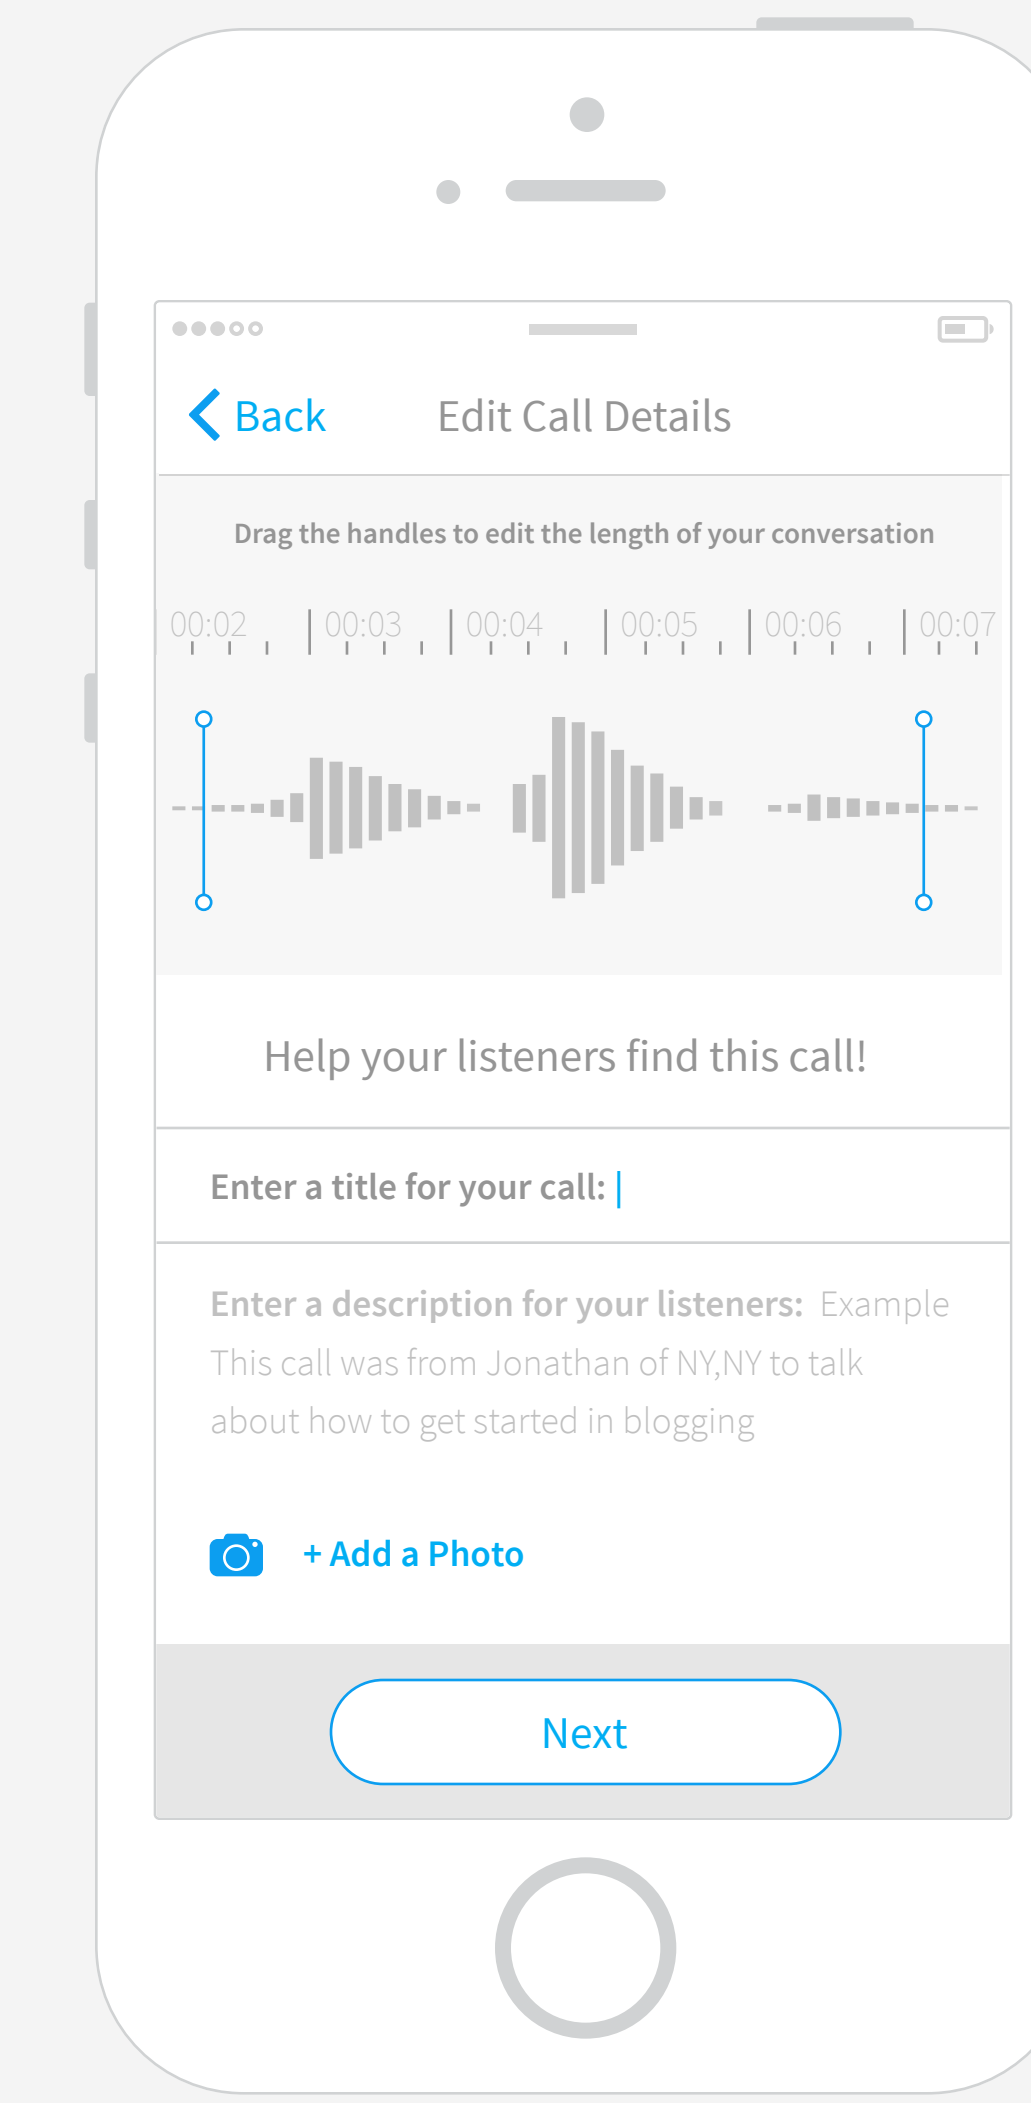 Back Edit Call Details
Drag the handles to edit the length of your conversation
00:02 00:03 00:04 00:05 00:06 00:07
Help your listeners find this call!
Enter a title for your call:
Enter a description for your listeners: Example
This call was from Jonathan of NY,NY to talk
about how to get started in blogging
+ Add a Photo
Next